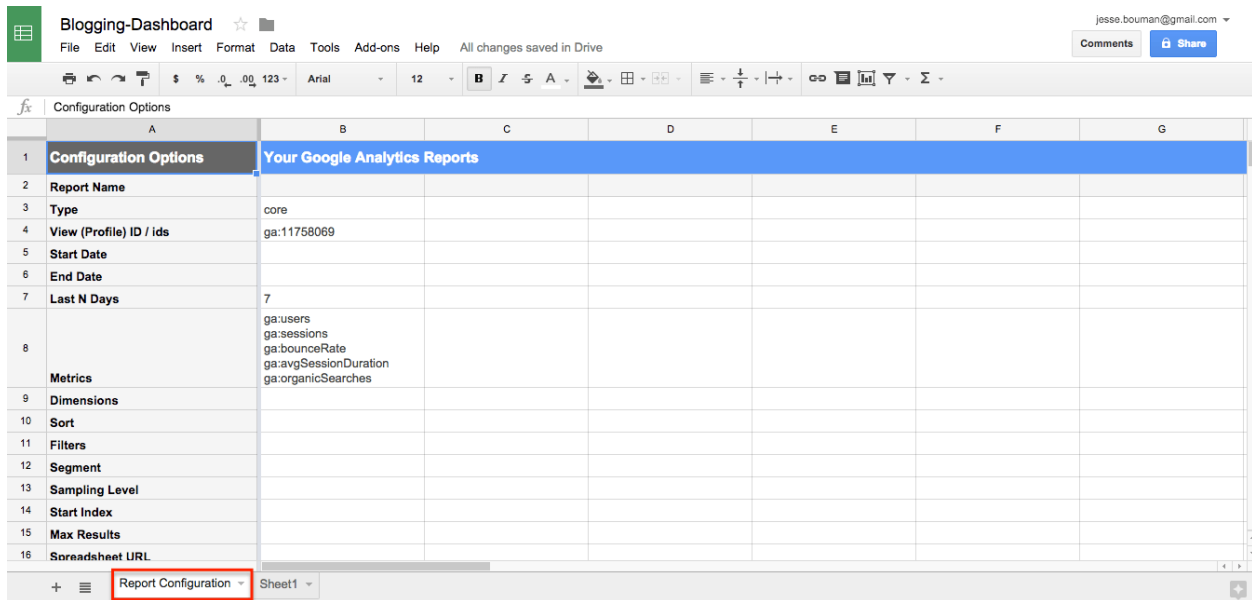 Blogging-Dashboard
jesse.bouman@gmail.com
File Edit View Insert Format Data Tools Add-ons Help All changes saved in Drive
Comments
Share
$ % .0 .00 123 Arial 12 B I S A Σ
fx Configuration Options
A B C D E F G
1 Configuration Options Your Google Analytics Reports
2 Report Name
3 Type core
4 View (Profile) ID / ids ga:11758069
5 Start Date
6 End Date
7 Last N Days 7
ga:users
ga:sessions
8 ga:bounceRate
ga:avgSessionDuration
Metrics ga:organicSearches
9 Dimensions
10 Sort
11 Filters
12 Segment
13 Sampling Level
14 Start Index
15 Max Results
16 Spreadsheet URL
Report Configuration Sheet1